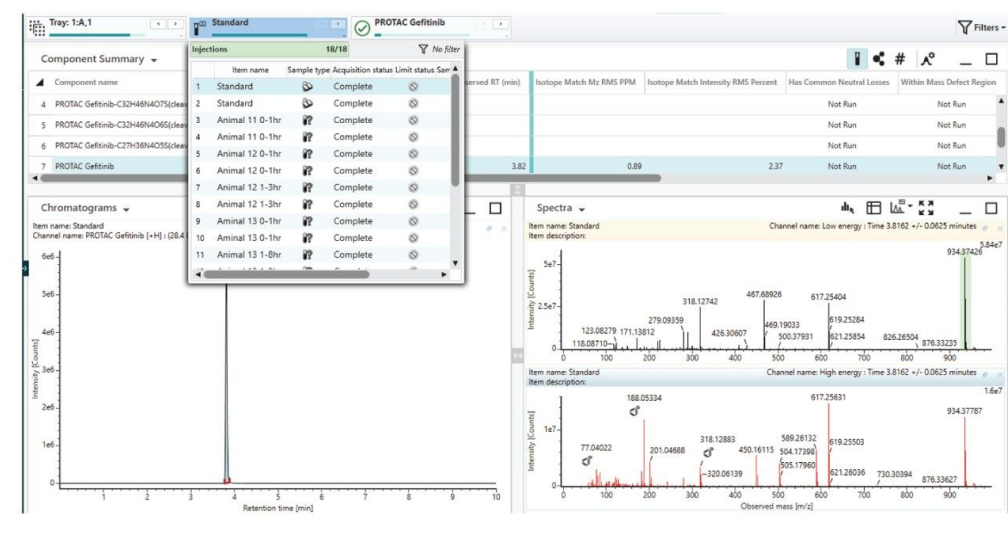 Tray: 1:A,1
Standard
PROTAC Gefitinib
Filters
Component Summary
Injections 18/18 No filter
Item name Sample type Acquisition status Limit status Sam
1 Standard Complete
2 Standard Complete
3 Animal 11 0-1hr Complete
4 Animal 11 0-1hr Complete
5 Animal 12 0-1hr Complete
6 Animal 12 0-1hr Complete
7 Animal 12 1-3hr Complete
8 Animal 12 1-3hr Complete
9 Aminal 13 0-1hr Complete
10 Animal 13 0-1hr Complete
11 Animal 13 1-8hr Complete
Component name served RT (min) Isotope Match Mz RMS PPM Isotope Match Intensity RMS Percent Has Common Neutral Losses Within Mass Defect Region
4 PROTAC Gefitinib-C32H46N4O7S(cleav Not Run Not Run
5 PROTAC Gefitinib-C32H46N4O6S(cleav Not Run Not Run
6 PROTAC Gefitinib-C27H36N4O5S(cleav Not Run Not Run
7 PROTAC Gefitinib 3.82 0.89 2.37 Not Run Not Run
Chromatograms
Item name: Standard
Channel name: PROTAC Gefitinib [+H] : (28.4
6e6
5e6
4e6
3e6
2e6
1e6
0
Intensity [Counts]
1 2 3 4 5 6 7 8 9 10
Retention time [min]
Spectra
Item name: Standard Channel name: Low energy : Time 3.8162 +/- 0.0625 minutes
Item description:
5.84e7
934.37426
5e7
2.5e7
0
Intensity [Counts]
467.68926
617.25404
318.12742
279.09359
469.19033
619.25284
123.08279
171.13812
426.30607
500.37931
621.25854
826.26504
118.08710
876.33235
0 100 200 300 400 500 600 700 800 900
Item name: Standard Channel name: High energy : Time 3.8162 +/- 0.0625 minutes
Item description:
1.6e7
188.05334
617.25631
934.37787
1e7
0
Intensity [Counts]
77.04022
201.04688
318.12883
320.06139
450.16115
589.26132
504.17398
505.17960
619.25503
621.26036
730.30394
876.33627
0 100 200 300 400 500 600 700 800 900
Observed mass [m/z]